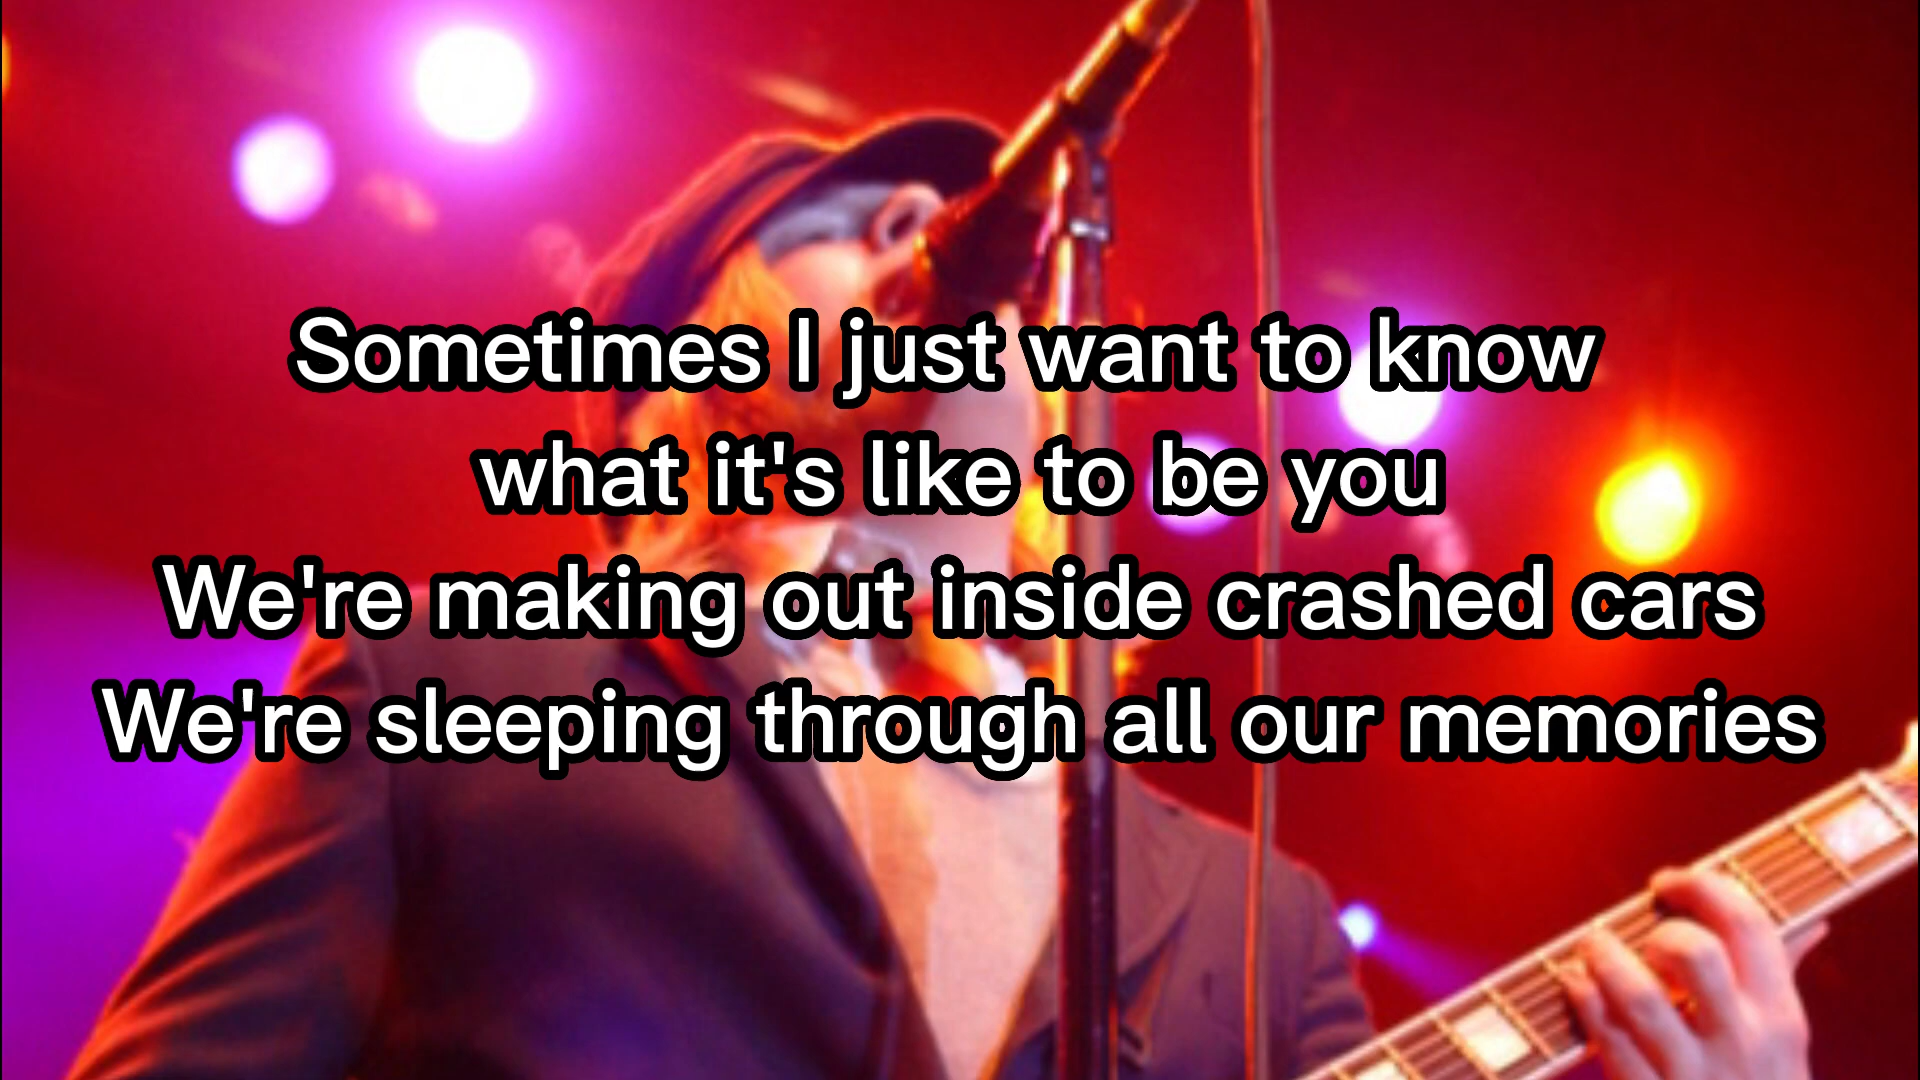 Sometimes I just want to know
what it's like to be you
We're making out inside crashed cars
We're sleeping through all our memories